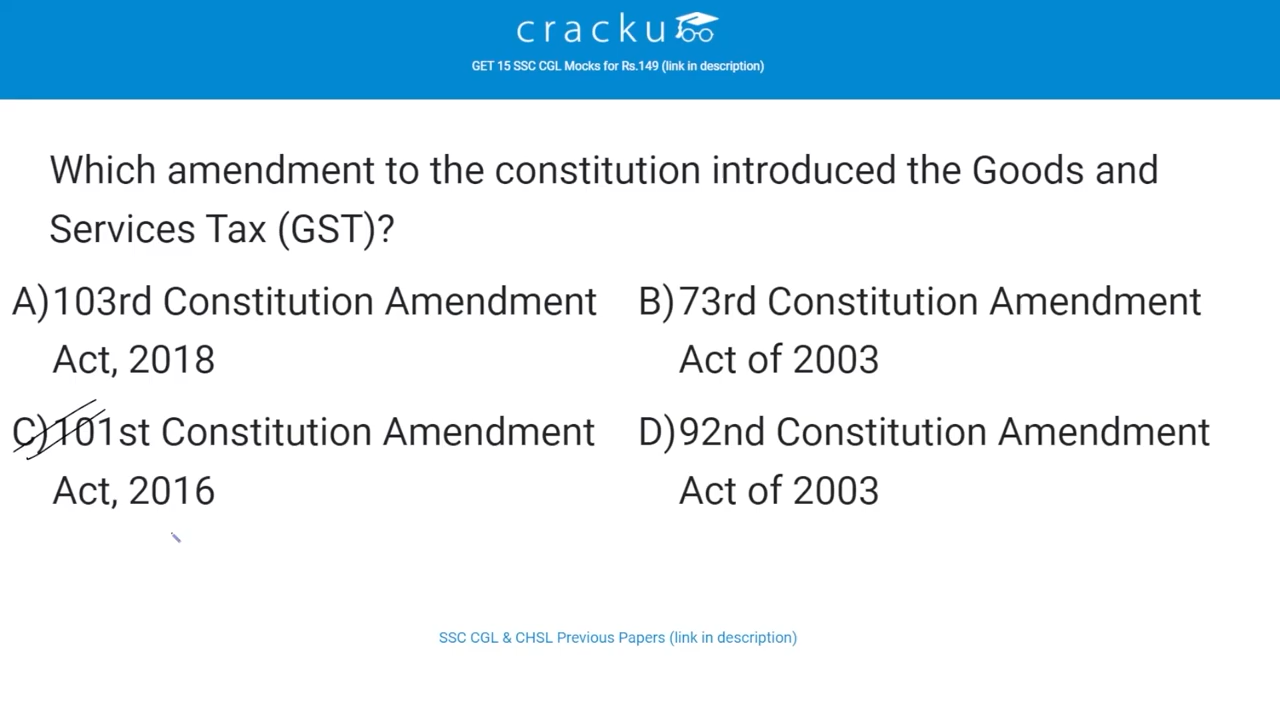 cracku
GET 15 SSC CGL Mocks for Rs.149 (link in description)
Which amendment to the constitution introduced the Goods and
Services Tax (GST)?
A) 103rd Constitution Amendment
Act, 2018
B) 73rd Constitution Amendment
Act of 2003
C) 101st Constitution Amendment
Act, 2016
D) 92nd Constitution Amendment
Act of 2003
SSC CGL & CHSL Previous Papers (link in description)